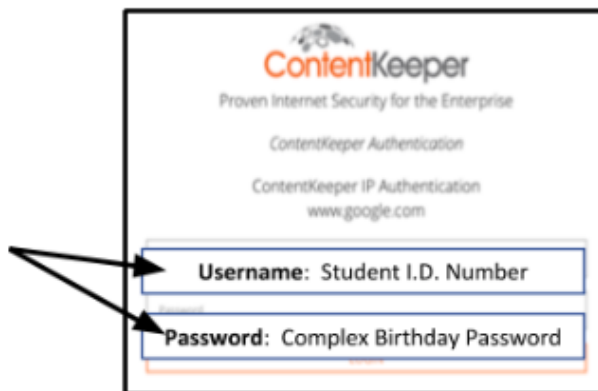 ContentKeeper
Proven Internet Security for the Enterprise
ContentKeeper Authentication
ContentKeeper IP Authentication
www.google.com
Username: Student I.D. Number
Password
Password: Complex Birthday Password